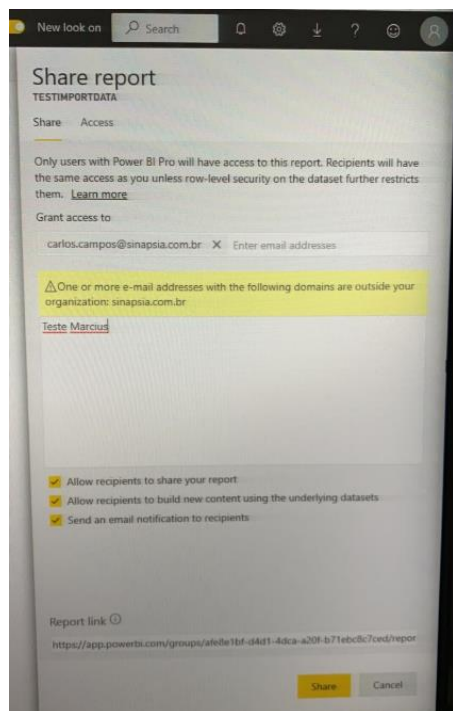 New look on
Search
Share report
TESTIMPORTDATA
Share Access
Only users with Power BI Pro will have access to this report. Recipients will have
the same access as you unless row-level security on the dataset further restricts
them. Learn more
Grant access to
carlos.campos@sinapsia.com.br Enter email addresses
One or more e-mail addresses with the following domains are outside your
organization: sinapsia.com.br
Teste Marcius
Allow recipients to share your report
Allow recipients to build new content using the underlying datasets
Send an email notification to recipients
Report link
https://app.powerbi.com/groups/afe8e1bf-d4d1-4dca-a20f-b71ebc8c7ced/repor
Share Cancel